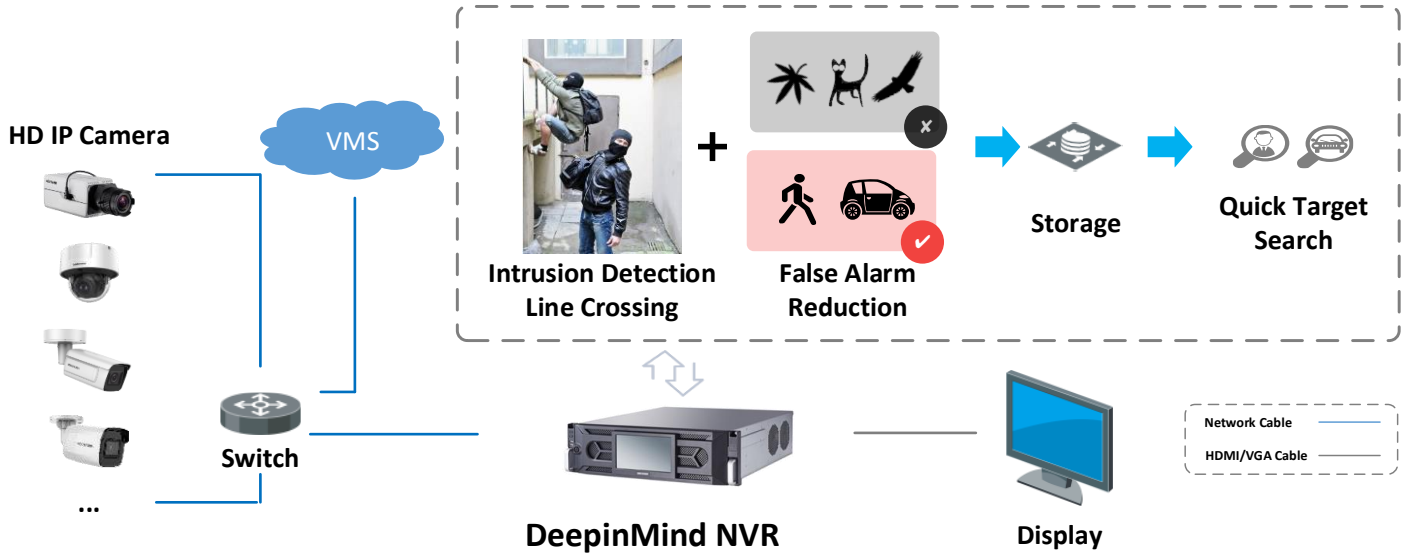 HD IP Camera
VMS
Intrusion Detection
Line Crossing
+
False Alarm
Reduction
Storage
Quick Target
Search
Switch
...
DeepinMind NVR
Display
Network Cable
HDMI/VGA Cable